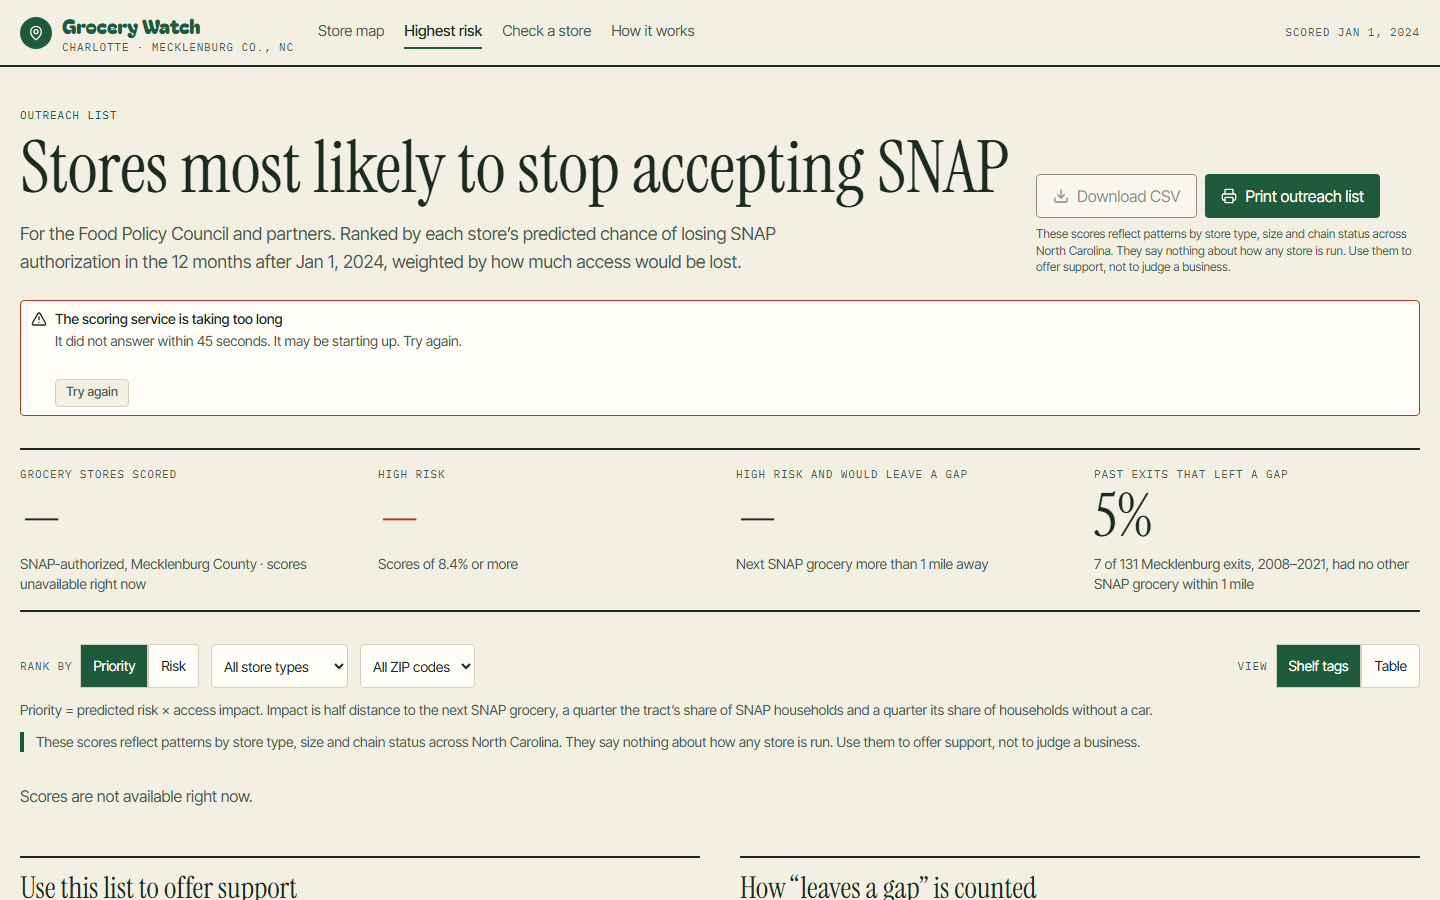 Grocery Watch
CHARLOTTE · MECKLENBURG CO., NC
Store map
Highest risk
Check a store
How it works
SCORED JAN 1, 2024
OUTREACH LIST
Stores most likely to stop accepting SNAP
For the Food Policy Council and partners. Ranked by each store’s predicted chance of losing SNAP
authorization in the 12 months after Jan 1, 2024, weighted by how much access would be lost.
Download CSV
Print outreach list
These scores reflect patterns by store type, size and chain status across
North Carolina. They say nothing about how any store is run. Use them to
offer support, not to judge a business.
The scoring service is taking too long
It did not answer within 45 seconds. It may be starting up. Try again.
Try again
GROCERY STORES SCORED
—
SNAP-authorized, Mecklenburg County · scores
unavailable right now
HIGH RISK
—
Scores of 8.4% or more
HIGH RISK AND WOULD LEAVE A GAP
—
Next SNAP grocery more than 1 mile away
PAST EXITS THAT LEFT A GAP
5%
7 of 131 Mecklenburg exits, 2008–2021, had no other
SNAP grocery within 1 mile
RANK BY
Priority
Risk
All store types
All ZIP codes
VIEW
Shelf tags
Table
Priority = predicted risk × access impact. Impact is half distance to the next SNAP grocery, a quarter the tract’s share of SNAP households and a quarter its share of households without a car.
These scores reflect patterns by store type, size and chain status across North Carolina. They say nothing about how any store is run. Use them to offer support, not to judge a business.
Scores are not available right now.
Use this list to offer support
How “leaves a gap” is counted